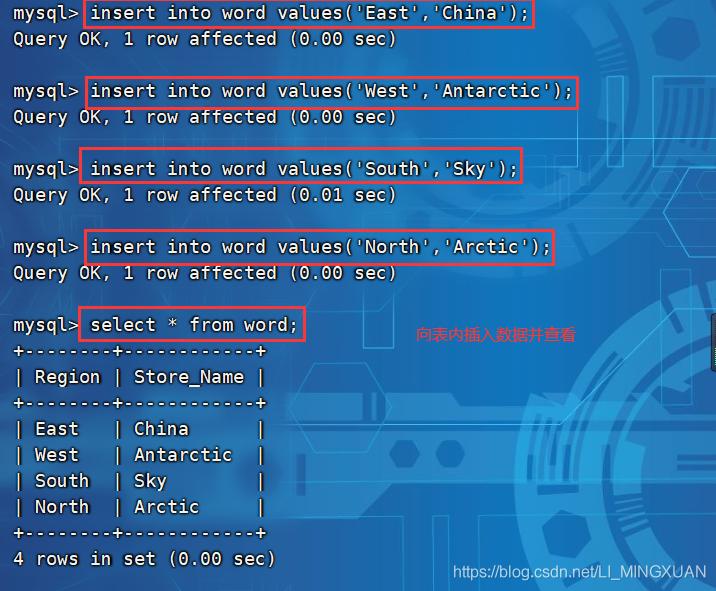 mysql> insert into word values('East','China');
Query OK, 1 row affected (0.00 sec)
mysql> insert into word values('West','Antarctic');
Query OK, 1 row affected (0.00 sec)
mysql> insert into word values('South','Sky');
Query OK, 1 row affected (0.01 sec)
mysql> insert into word values('North','Arctic');
Query OK, 1 row affected (0.00 sec)
mysql> select * from word;
向表内插入数据并查看
+--------+------------+
| Region | Store_Name |
+--------+------------+
| East   | China      |
| West   | Antarctic  |
| South  | Sky        |
| North  | Arctic     |
+--------+------------+
4 rows in set (0.00 sec)
https://blog.csdn.net/LI_MINGXUAN